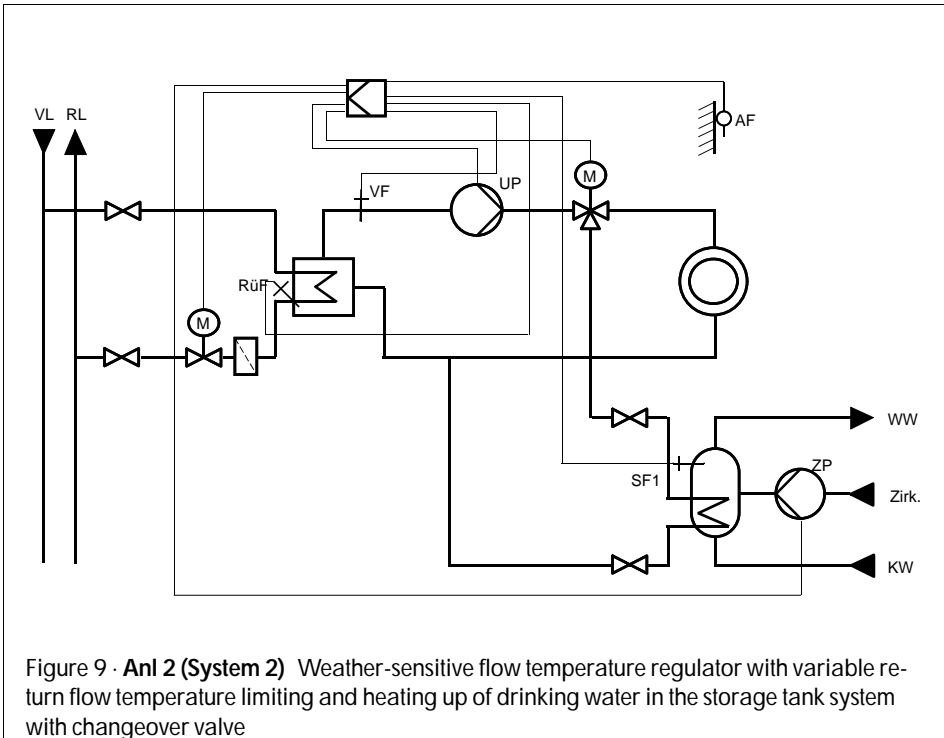 VL RL
AF
M
VF
UP
RüF
M
WW
SF1
ZP
Zirk.
KW
Figure 9 · Anl 2 (System 2) Weather-sensitive flow temperature regulator with variable re-
turn flow temperature limiting and heating up of drinking water in the storage tank system
with changeover valve